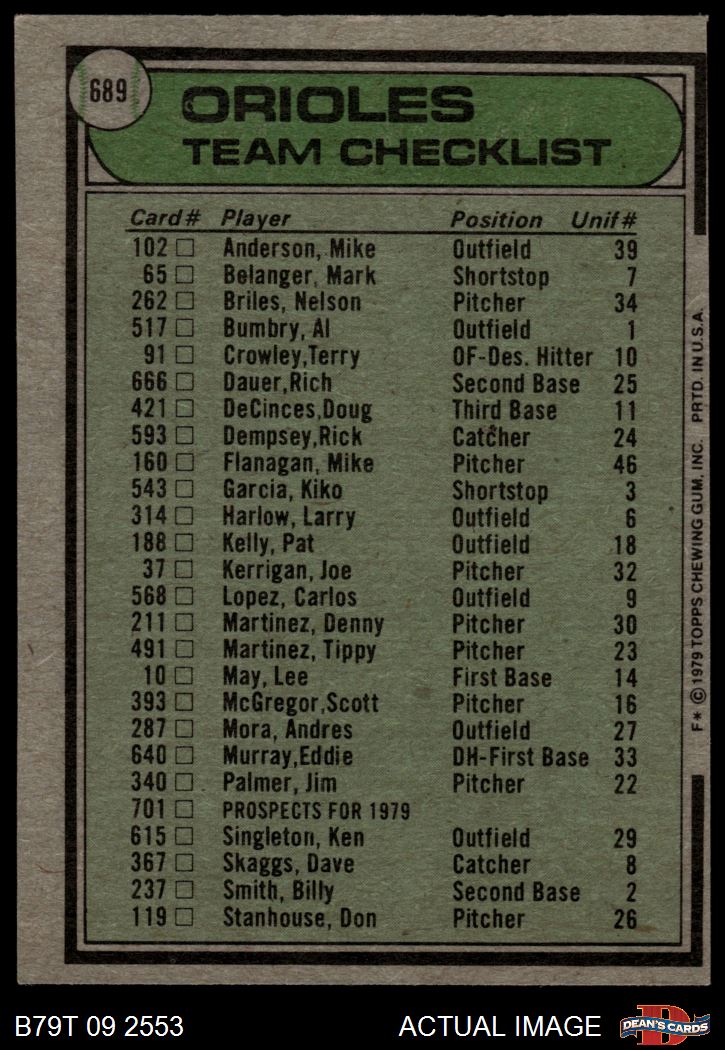 689
ORIOLES
TEAM CHECKLIST
Card# Player Position Unif#
102 □ Anderson, Mike Outfield 39
65 □ Belanger, Mark Shortstop 7
262 □ Briles, Nelson Pitcher 34
517 □ Bumbry, Al Outfield 1
91 □ Crowley,Terry OF-Des. Hitter 10
666 □ Dauer,Rich Second Base 25
421 □ DeCinces,Doug Third Base 11
593 □ Dempsey,Rick Catcher 24
160 □ Flanagan, Mike Pitcher 46
543 □ Garcia, Kiko Shortstop 3
314 □ Harlow, Larry Outfield 6
188 □ Kelly, Pat Outfield 18
37 □ Kerrigan, Joe Pitcher 32
568 □ Lopez, Carlos Outfield 9
211 □ Martinez, Denny Pitcher 30
491 □ Martinez, Tippy Pitcher 23
10 □ May, Lee First Base 14
393 □ McGregor,Scott Pitcher 16
287 □ Mora, Andres Outfield 27
640 □ Murray,Eddie DH-First Base 33
340 □ Palmer, Jim Pitcher 22
701 □ PROSPECTS FOR 1979
615 □ Singleton, Ken Outfield 29
367 □ Skaggs, Dave Catcher 8
237 □ Smith, Billy Second Base 2
119 □ Stanhouse, Don Pitcher 26
F* © 1979 TOPPS CHEWING GUM, INC. PRTD. IN U.S.A.
B79T 09 2553 ACTUAL IMAGE DEAN'S CARDS